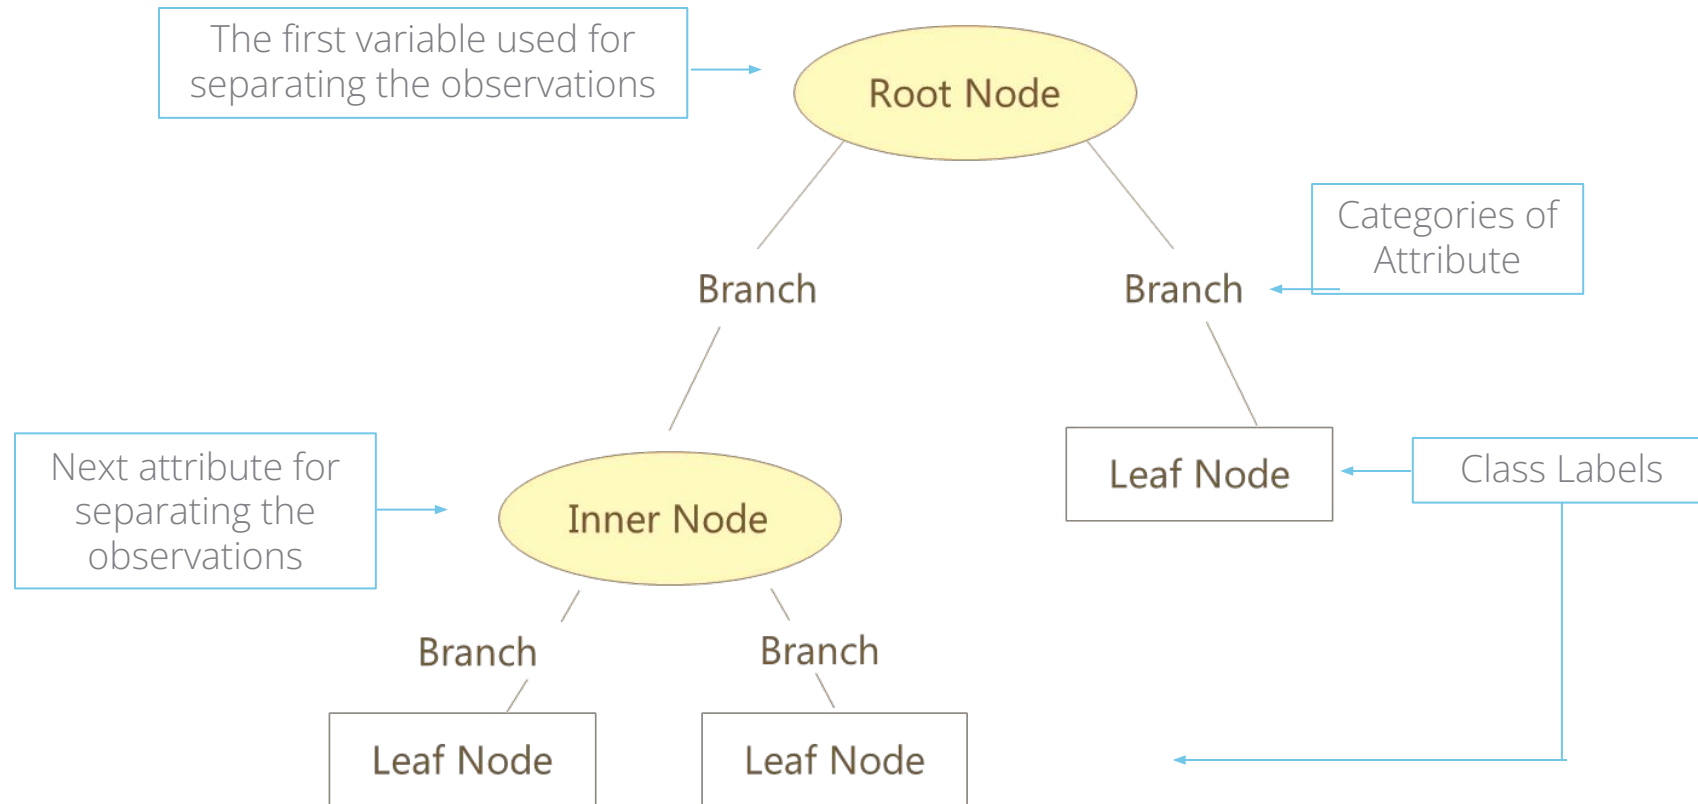 The first variable used for
separating the observations
Root Node
Categories of
Attribute
Branch
Branch
Next attribute for
separating the
observations
Inner Node
Leaf Node
Class Labels
Branch
Branch
Leaf Node
Leaf Node